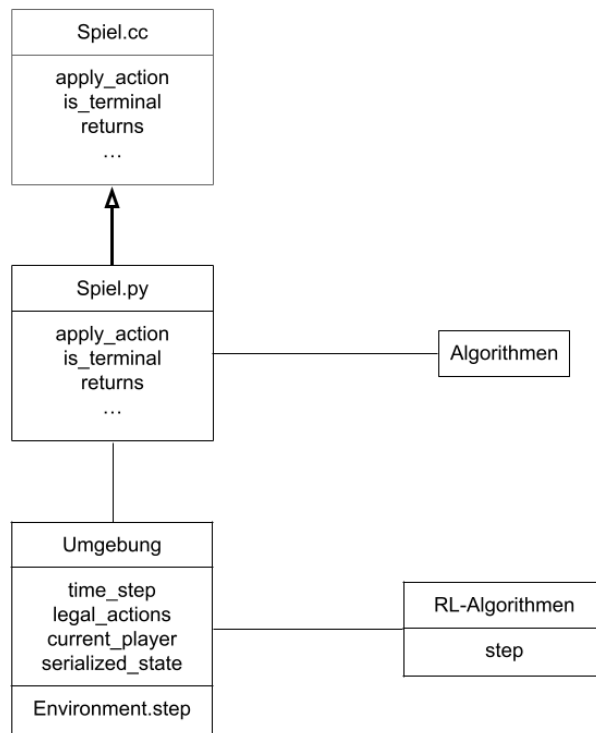 Spiel.cc
apply_action
is_terminal
returns
…
Spiel.py
apply_action
is_terminal
returns
…
Algorithmen
Umgebung
time_step
legal_actions
current_player
serialized_state
Environment.step
RL-Algorithmen
step